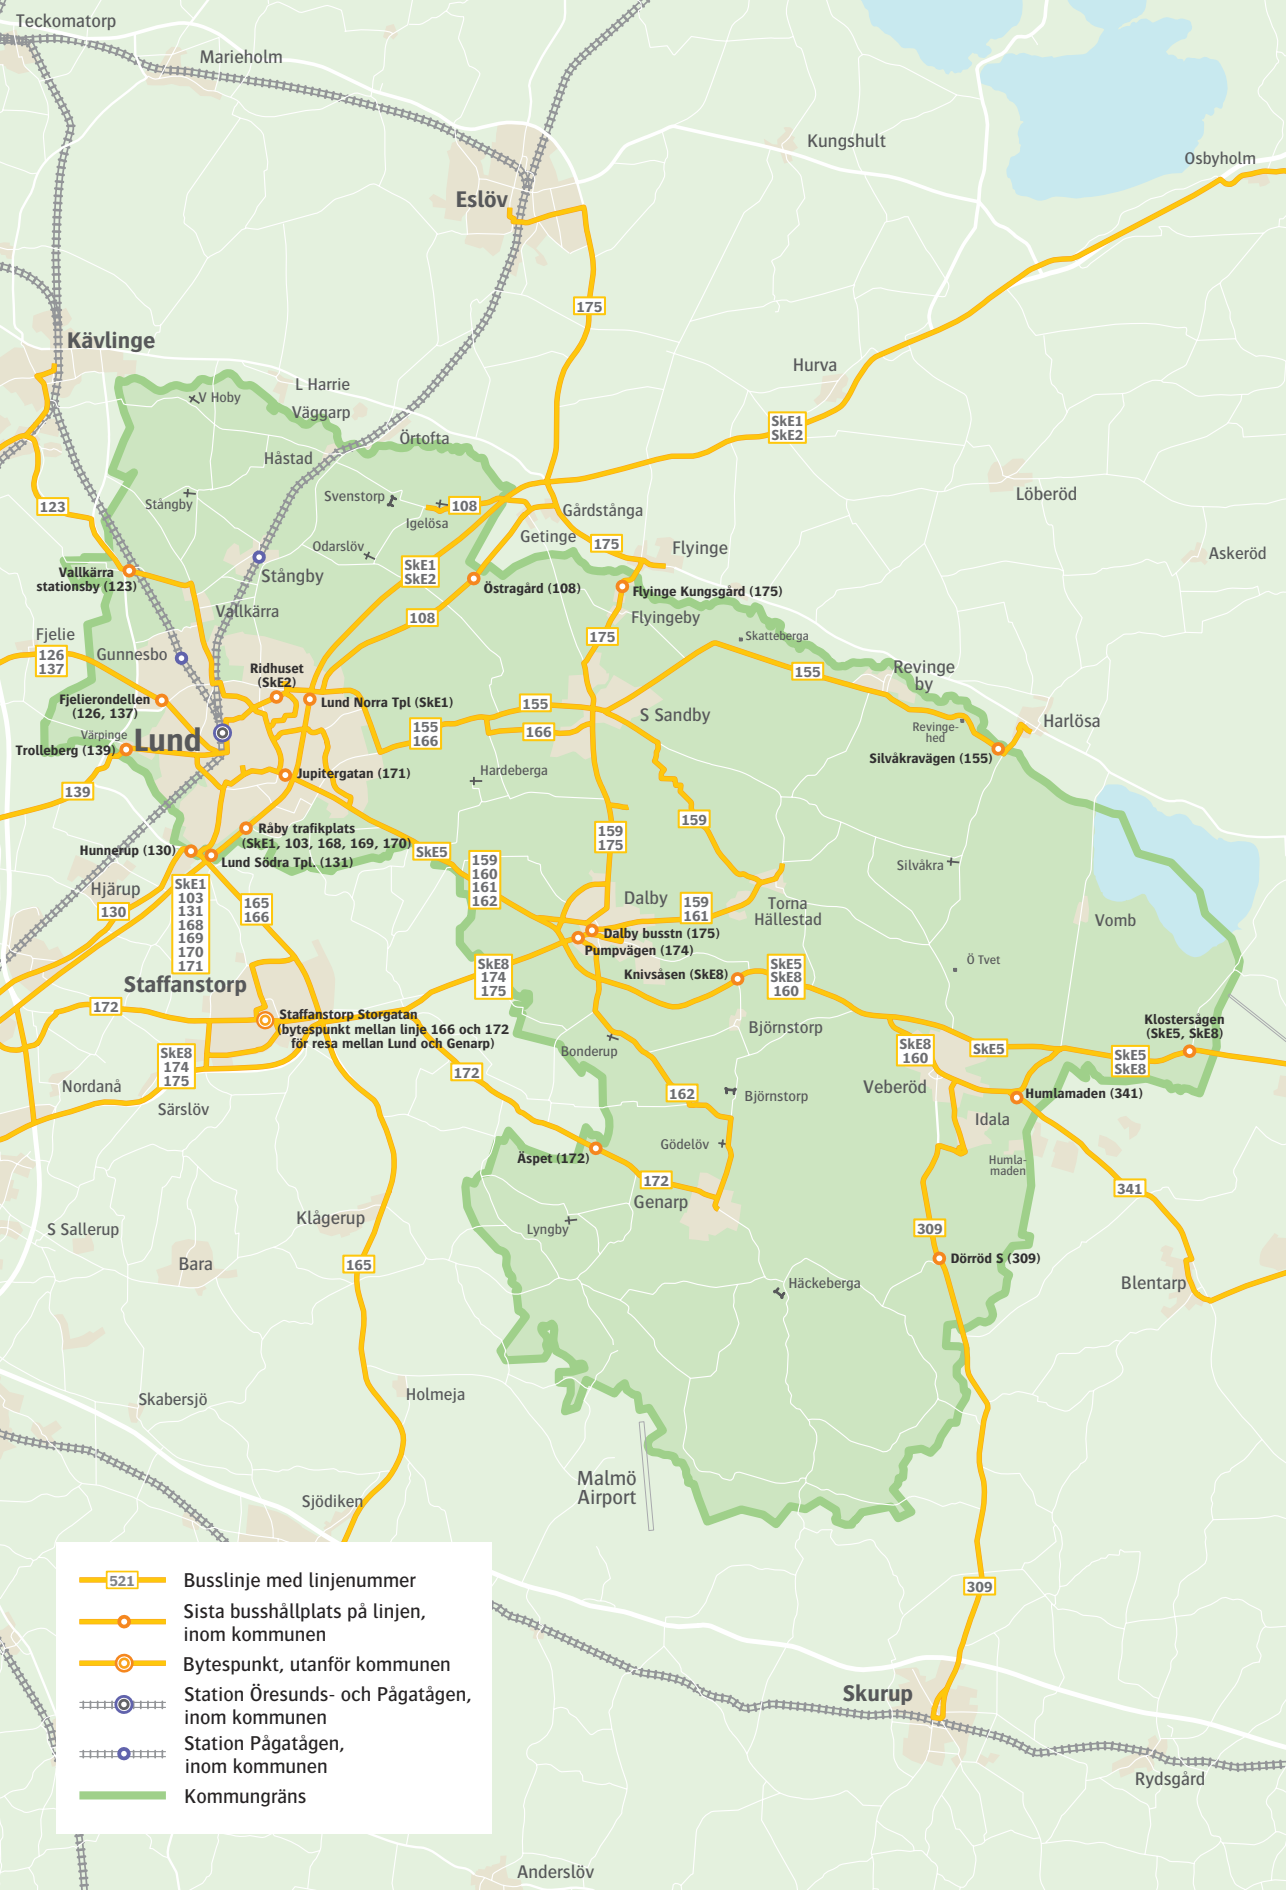 Teckomatorp
Marieholm
Kungshult
Osbyholm
Eslöv
175
Kävlinge
Hurva
L Harrie
V Hoby
Väggarp
SkE1
SkE2
Örtofta
Håstad
Svenstorp
Stångby
108
Löberöd
123
Igelösa
Gårdstånga
Getinge
175
Flyinge
Odarslöv
Askeröd
SkE1
SkE2
Vallkärra
stationsby (123)
Stångby
Östragård (108)
Flyinge Kungsgård (175)
Vallkärra
108
Flyingeby
Fjelie
175
Skatteberga
126
137
Gunnesbo
Ridhuset
(SkE2)
155
Revinge
by
Fjelierondellen
(126, 137)
Lund Norra Tpl (SkE1)
155
S Sandby
Harlösa
Värpinge
Lund
155
166
166
Revinge-
hed
Trolleberg (139)
Silvåkravägen (155)
Jupitergatan (171)
Hardeberga
139
159
Råby trafikplats
(SkE1, 103, 168, 169, 170)
159
175
Hunnerup (130)
Lund Södra Tpl. (131)
SkE5
159
160
161
162
Silvåkra
Hjärup
SkE1
103
131
168
169
170
171
165
166
Dalby
159
161
Torna
Hällestad
130
Vomb
Dalby busstn (175)
Pumpvägen (174)
Staffanstorp
SkE8
174
175
Knivsåsen (SkE8)
SkE5
SkE8
160
Ö Tvet
172
Staffanstorp Storgatan
(bytespunkt mellan linje 166 och 172
för resa mellan Lund och Genarp)
Björnstorp
Klostersågen
(SkE5, SkE8)
SkE8
174
175
Bonderup
SkE8
160
SkE5
SkE5
SkE8
172
Nordanå
Veberöd
162
Björnstorp
Humlamaden (341)
Särslöv
Idala
Gödelöv
Äspet (172)
Humla-
maden
172
341
Genarp
Klågerup
S Sallerup
Lyngby
309
Bara
165
Dörröd S (309)
Häckeberga
Blentarp
Skabersjö
Holmeja
Malmö
Airport
Sjödiken
521
Busslinje med linjenummer
309
Sista busshållplats på linjen,
inom kommunen
Bytespunkt, utanför kommunen
Station Öresunds- och Pågatågen,
inom kommunen
Skurup
Station Pågatågen,
inom kommunen
Rydsgård
Kommungräns
Anderslöv